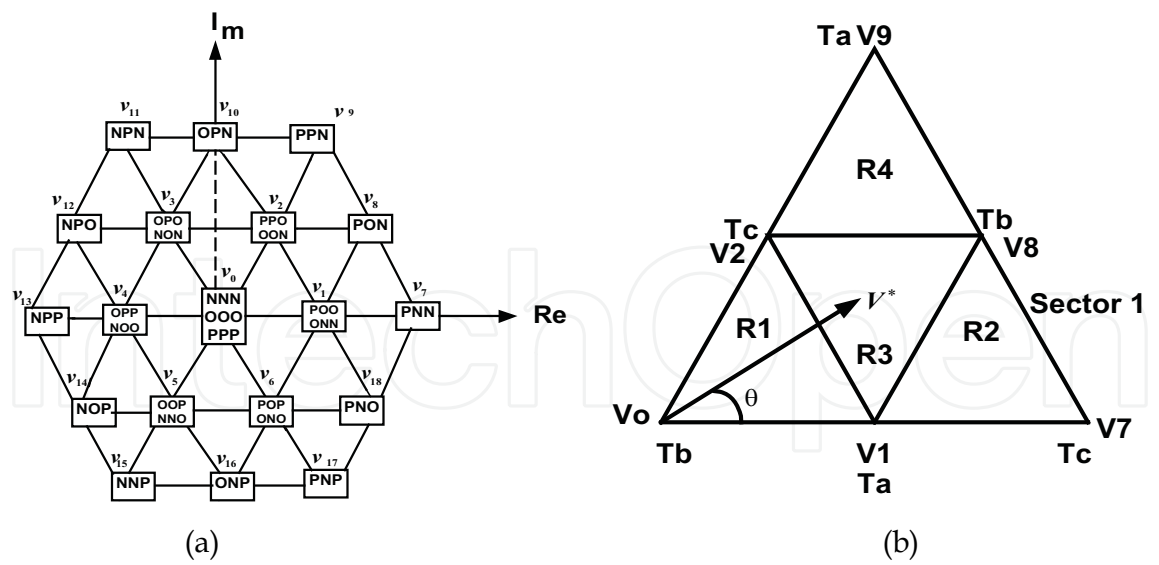 I m
v11 v10 v 9
NPN OPN PPN
v12 v3 v2 v8
NPO OPO NON PPO OON PON
v13 v4 v0 v1 v7
NPP OPP NOO NNN OOO PPP POO ONN PNN Re
v14 v5 v6 v18
NOP OOP NNO POP ONO PNO
v15 v16 v 17
NNP ONP PNP
(a)
Ta V9
R4
Tc Tb
V2 V8
Sector 1
V*
R1 R3 R2
θ
Vo V1 V7
Tb Ta Tc
(b)
InTechOpen